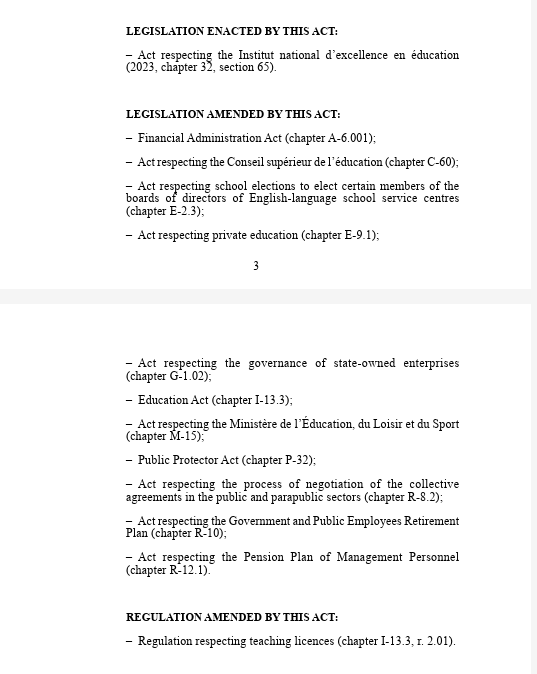 LEGISLATION ENACTED BY THIS ACT:
– Act respecting the Institut national d’excellence en éducation
(2023, chapter 32, section 65).
LEGISLATION AMENDED BY THIS ACT:
– Financial Administration Act (chapter A-6.001);
– Act respecting the Conseil supérieur de l’éducation (chapter C-60);
– Act respecting school elections to elect certain members of the
boards of directors of English-language school service centres
(chapter E-2.3);
– Act respecting private education (chapter E-9.1);
3
– Act respecting the governance of state-owned enterprises
(chapter G-1.02);
– Education Act (chapter I-13.3);
– Act respecting the Ministère de l’Éducation, du Loisir et du Sport
(chapter M-15);
– Public Protector Act (chapter P-32);
– Act respecting the process of negotiation of the collective
agreements in the public and parapublic sectors (chapter R-8.2);
– Act respecting the Government and Public Employees Retirement
Plan (chapter R-10);
– Act respecting the Pension Plan of Management Personnel
(chapter R-12.1).
REGULATION AMENDED BY THIS ACT:
– Regulation respecting teaching licences (chapter I-13.3, r. 2.01).